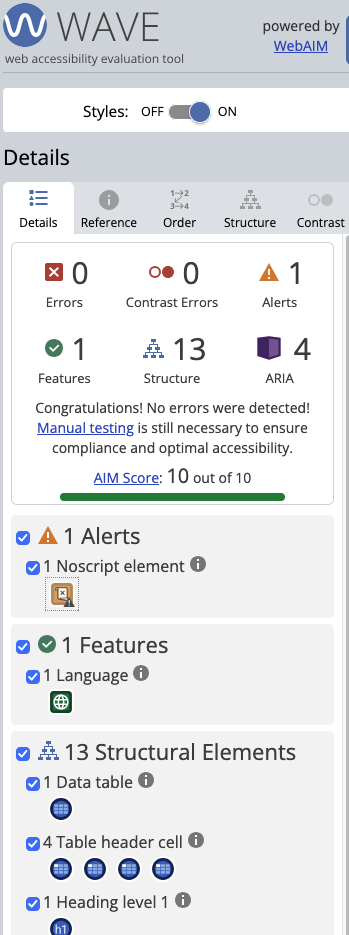 WAVE
web accessibility evaluation tool
powered by
WebAIM
Styles: OFF ON
Details
Details Reference Order Structure Contrast
0 Errors
0 Contrast Errors
1 Alerts
1 Features
13 Structure
4 ARIA
Congratulations! No errors were detected!
Manual testing is still necessary to ensure
compliance and optimal accessibility.
AIM Score: 10 out of 10
1 Alerts
1 Noscript element
1 Features
1 Language
13 Structural Elements
1 Data table
4 Table header cell
1 Heading level 1
h1